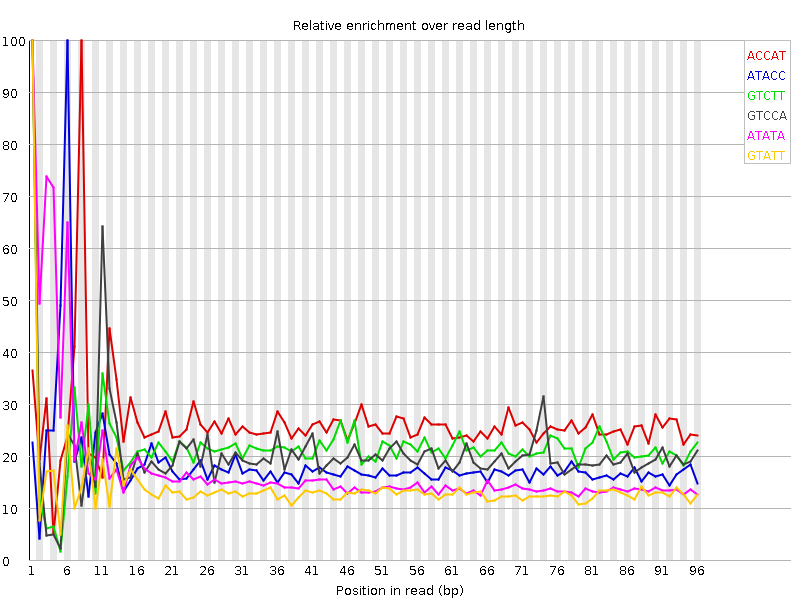 Relative enrichment over read length
100
90
80
70
60
50
40
30
20
10
0
ACCAT
ATACC
GTCTT
GTCCA
ATATA
GTATT
1 6 11 16 21 26 31 36 41 46 51 56 61 66 71 76 81 86 91 96
Position in read (bp)